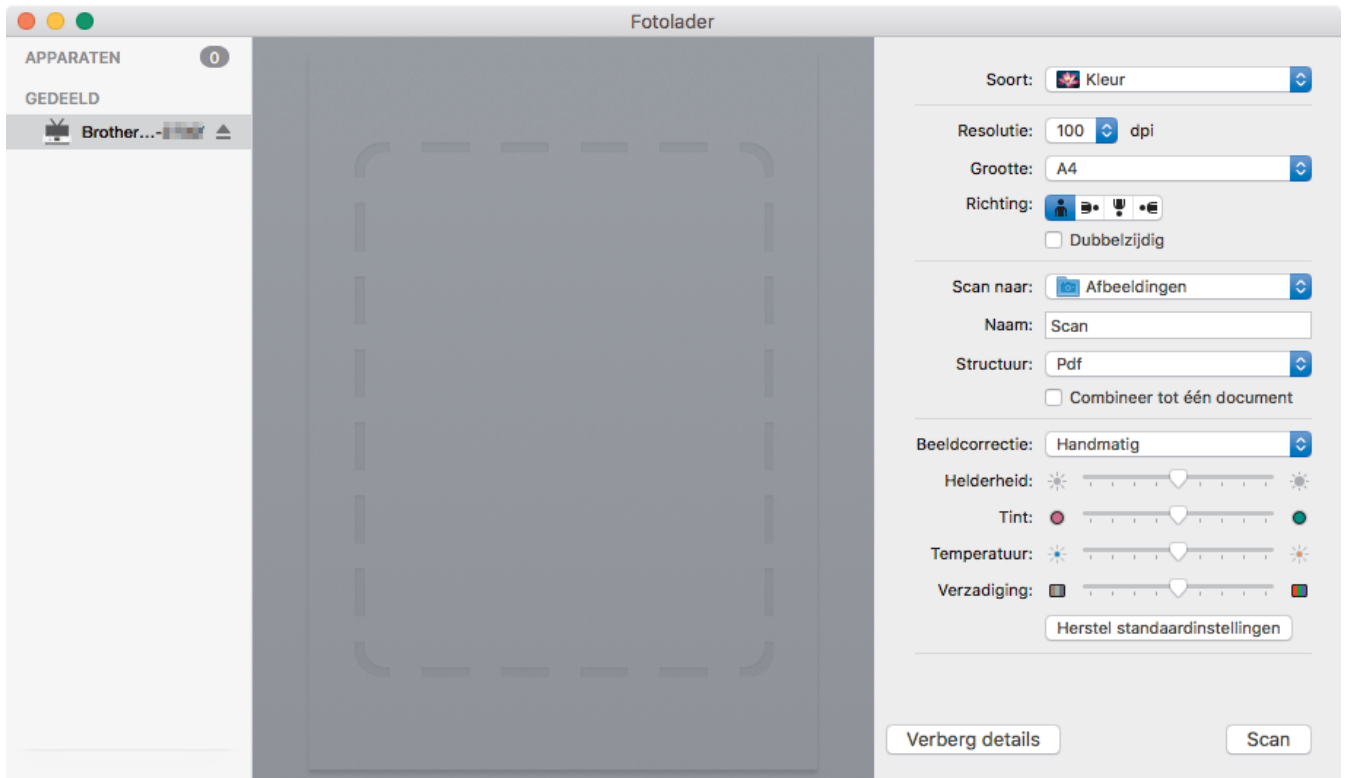 Fotolader
APPARATEN 0
GEDEELD
Brother...-
Soort: Kleur
Resolutie: 100 dpi
Grootte: A4
Richting:
Dubbelzijdig
Scan naar: Afbeeldingen
Naam: Scan
Structuur: Pdf
Combineer tot één document
Beeldcorrectie: Handmatig
Helderheid:
Tint:
Temperatuur:
Verzadiging:
Herstel standaardinstellingen
Verberg details Scan